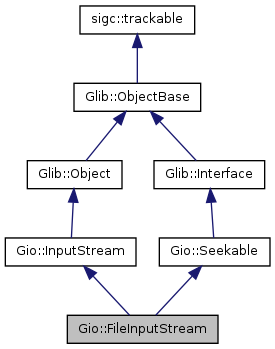 sigc::trackable
Glib::ObjectBase
Glib::Object
Glib::Interface
Gio::InputStream
Gio::Seekable
Gio::FileInputStream